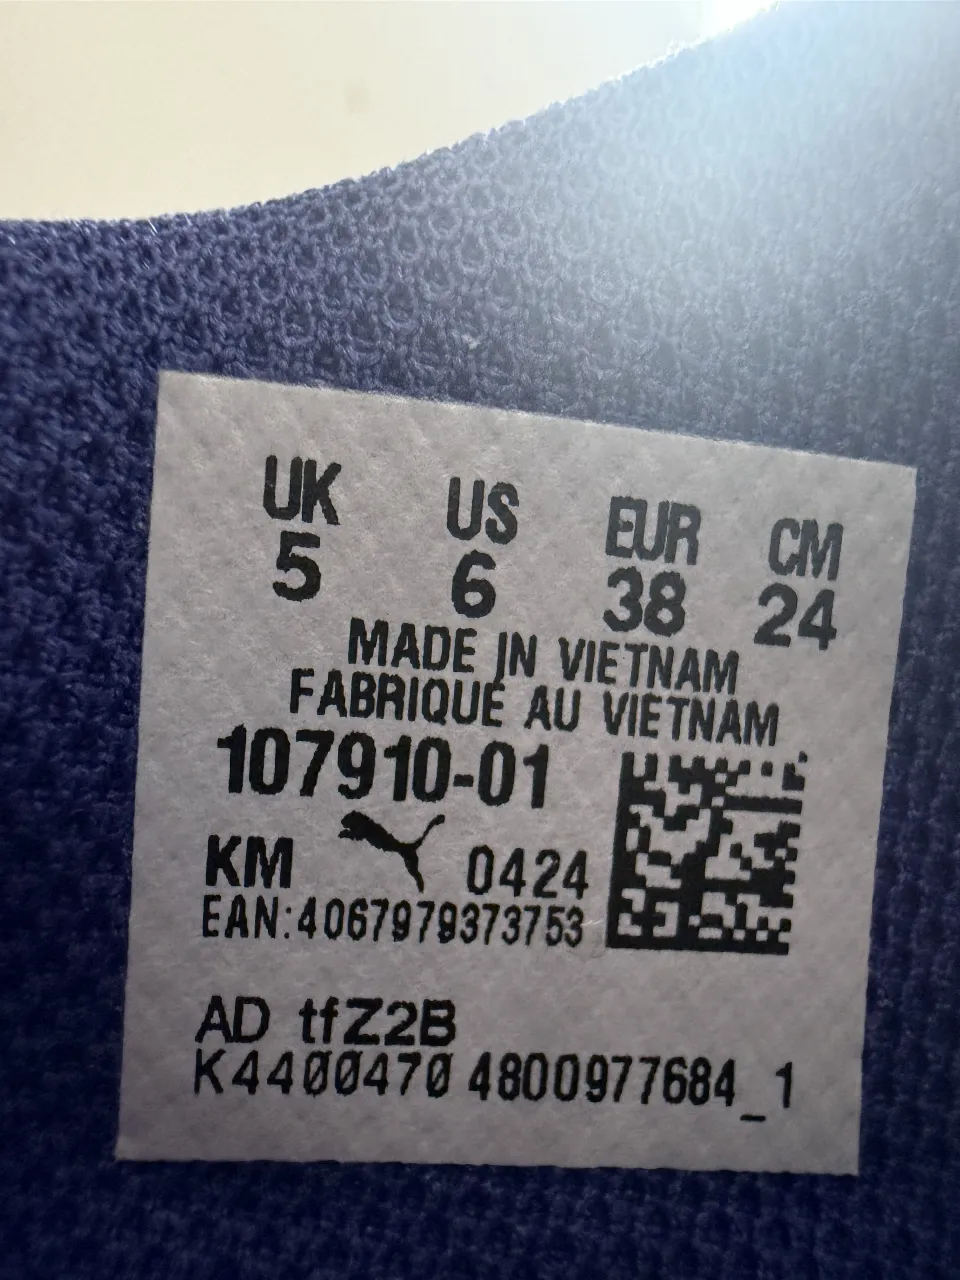 UK US EUR CM
5 6 38 24
MADE IN VIETNAM
FABRIQUÉ AU VIETNAM
107910-01
KM 0424
EAN:4067979373753
AD tfZ2B
K4400470 4800977684_1